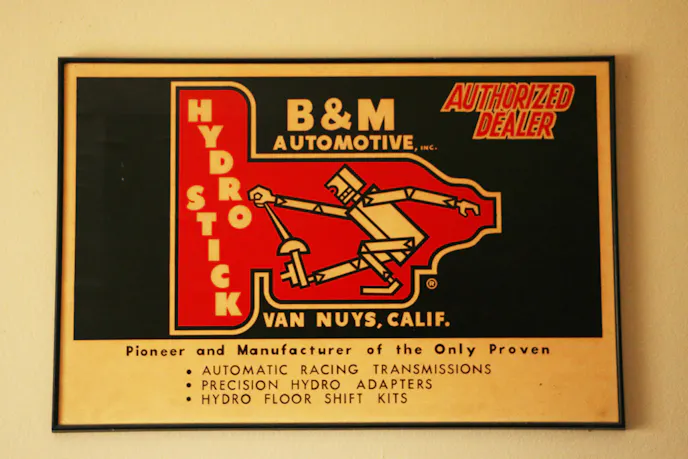 HYDRO
STICK
B&M
AUTOMOTIVE, INC.
AUTHORIZED
DEALER
®
VAN NUYS, CALIF.
Pioneer and Manufacturer of the Only Proven
• AUTOMATIC RACING TRANSMISSIONS
• PRECISION HYDRO ADAPTERS
• HYDRO FLOOR SHIFT KITS